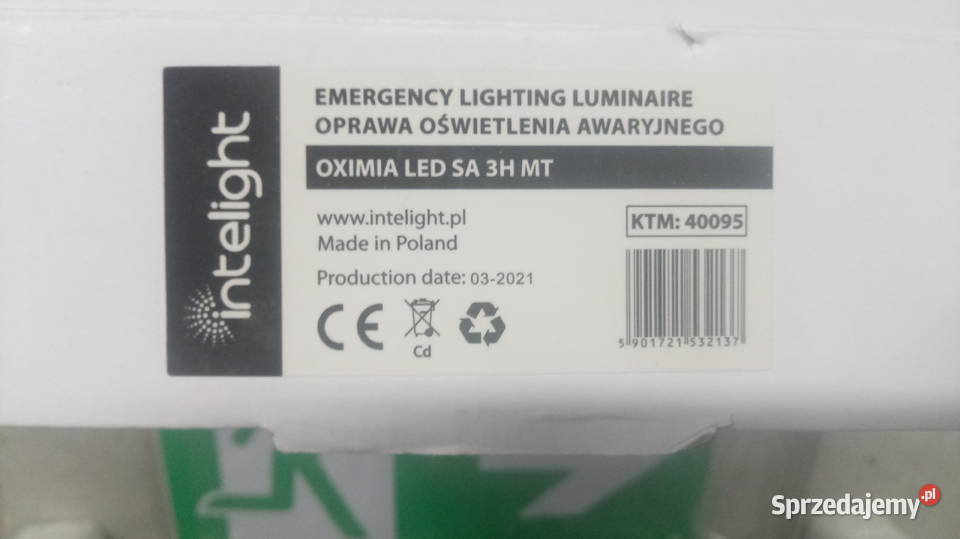 intelight
EMERGENCY LIGHTING LUMINAIRE
OPRAWA OŚWIETLENIA AWARYJNEGO
OXIMIA LED SA 3H MT
www.intelight.pl
Made in Poland
KTM: 40095
Production date: 03-2021
CE
Cd
5 901721 532137
Sprzedajemy.pl